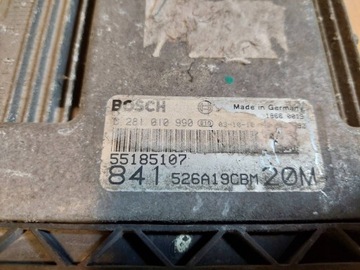 BOSCH
Made in Germany
0 281 010 990
55185107
841 526A19CBM 20M